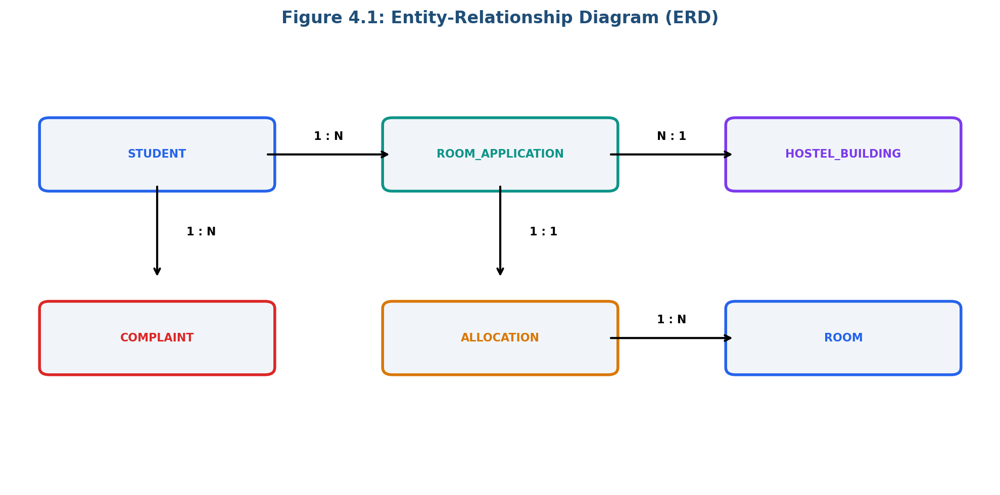 Figure 4.1: Entity-Relationship Diagram (ERD)
1 : N
N : 1
STUDENT
ROOM_APPLICATION
HOSTEL_BUILDING
1 : N
1 : 1
1 : N
COMPLAINT
ALLOCATION
ROOM